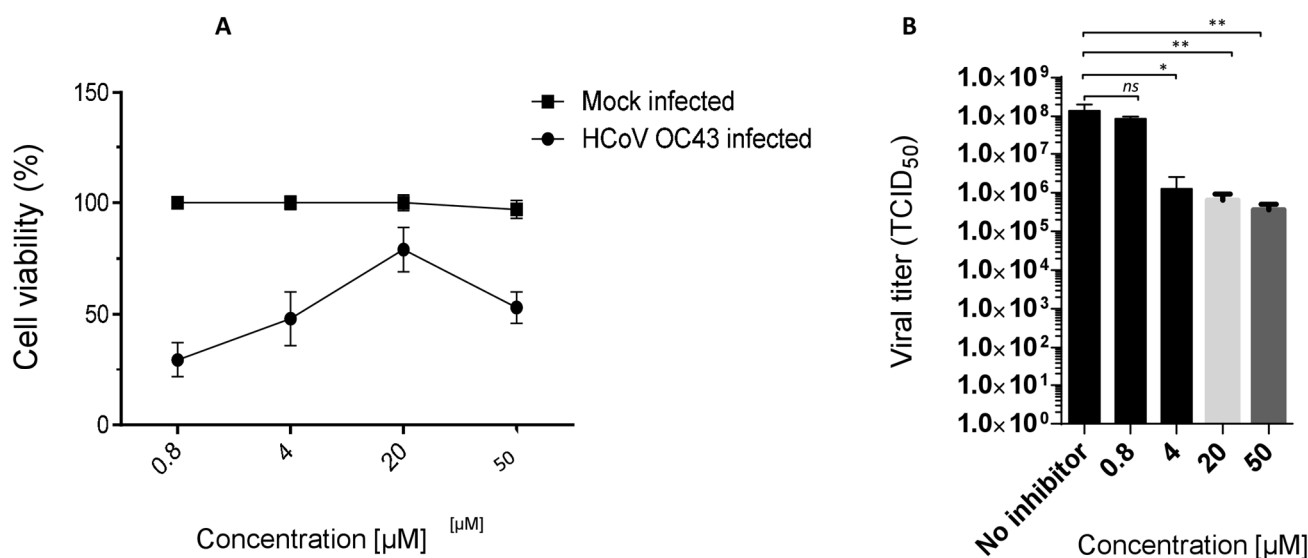 A
Cell viability (%)
150
100
50
0
0.8
4
20
50
Concentration [µM]
[µM]
Mock infected
HCoV OC43 infected
B
**
**
*
ns
Viral titer (TCID50)
1.0×10⁹
1.0×10⁸
1.0×10⁷
1.0×10⁶
1.0×10⁵
1.0×10⁴
1.0×10³
1.0×10²
1.0×10¹
1.0×10⁰
No inhibitor
0.8
4
20
50
Concentration [µM]